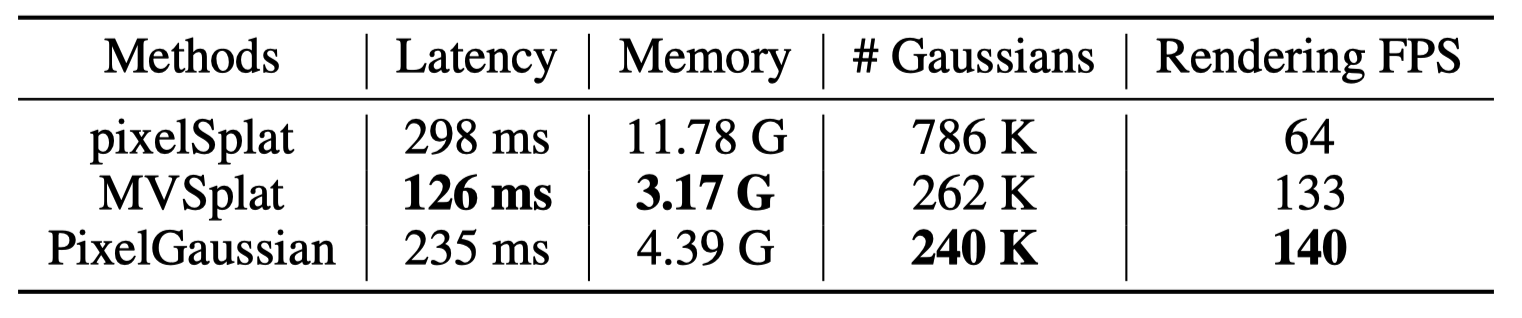 Methods Latency Memory # Gaussians Rendering FPS
pixelSplat 298 ms 11.78 G 786 K 64
MVSplat 126 ms 3.17 G 262 K 133
PixelGaussian 235 ms 4.39 G 240 K 140